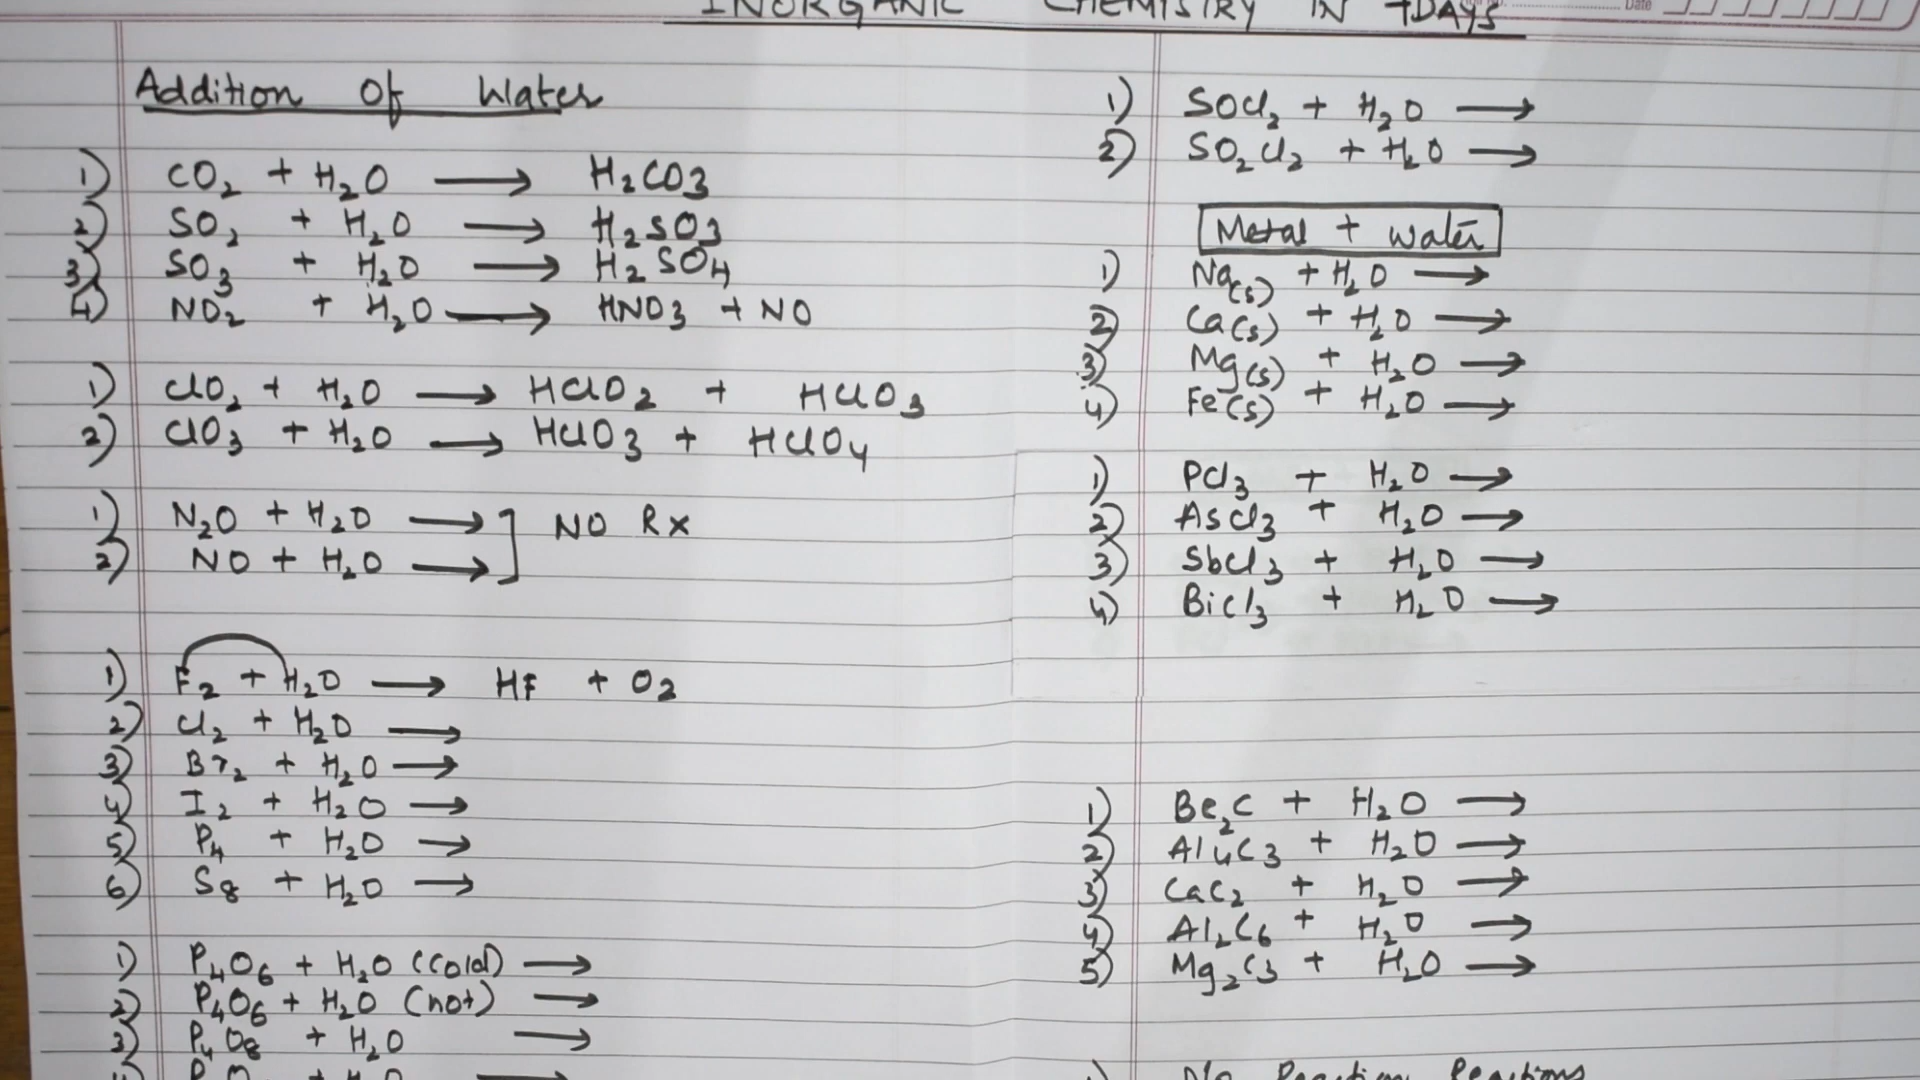 INORGANIC CHEMISTRY IN 7DAYS
Date
Addition Of Water
1) CO₂ + H₂O ⟶ H₂CO3
2) SO₂ + H₂O ⟶ H₂SO3
3) SO₃ + H₂O ⟶ H₂SO4
4) NO₂ + H₂O ⟶ HNO3 + NO
1) ClO₂ + H₂O ⟶ HClO₂ + HClO₃
2) ClO₃ + H₂O ⟶ HClO₃ + HClO₄
1) N₂O + H₂O ⟶ ] NO Rx
2) NO + H₂O ⟶
1) F₂ + H₂O ⟶ HF + O₂
2) Cl₂ + H₂O ⟶
3) Br₂ + H₂O ⟶
4) I₂ + H₂O ⟶
5) P₄ + H₂O ⟶
6) S₈ + H₂O ⟶
1) P₄O₆ + H₂O (Cold) ⟶
2) P₄O₆ + H₂O (hot) ⟶
3) P₄O₈ + H₂O ⟶
1) SOCl₂ + H₂O ⟶
2) SO₂Cl₂ + H₂O ⟶
Metal + Water
1) Na(s) + H₂O ⟶
2) Ca(s) + H₂O ⟶
3) Mg(s) + H₂O ⟶
4) Fe(s) + H₂O ⟶
1) PCl₃ + H₂O ⟶
2) AsCl₃ + H₂O ⟶
3) SbCl₃ + H₂O ⟶
4) BiCl₃ + H₂O ⟶
1) Be₂C + H₂O ⟶
2) Al₄C₃ + H₂O ⟶
3) CaC₂ + H₂O ⟶
4) Al₂C₆ + H₂O ⟶
5) Mg₂C₃ + H₂O ⟶
1) No Reaction Reactions